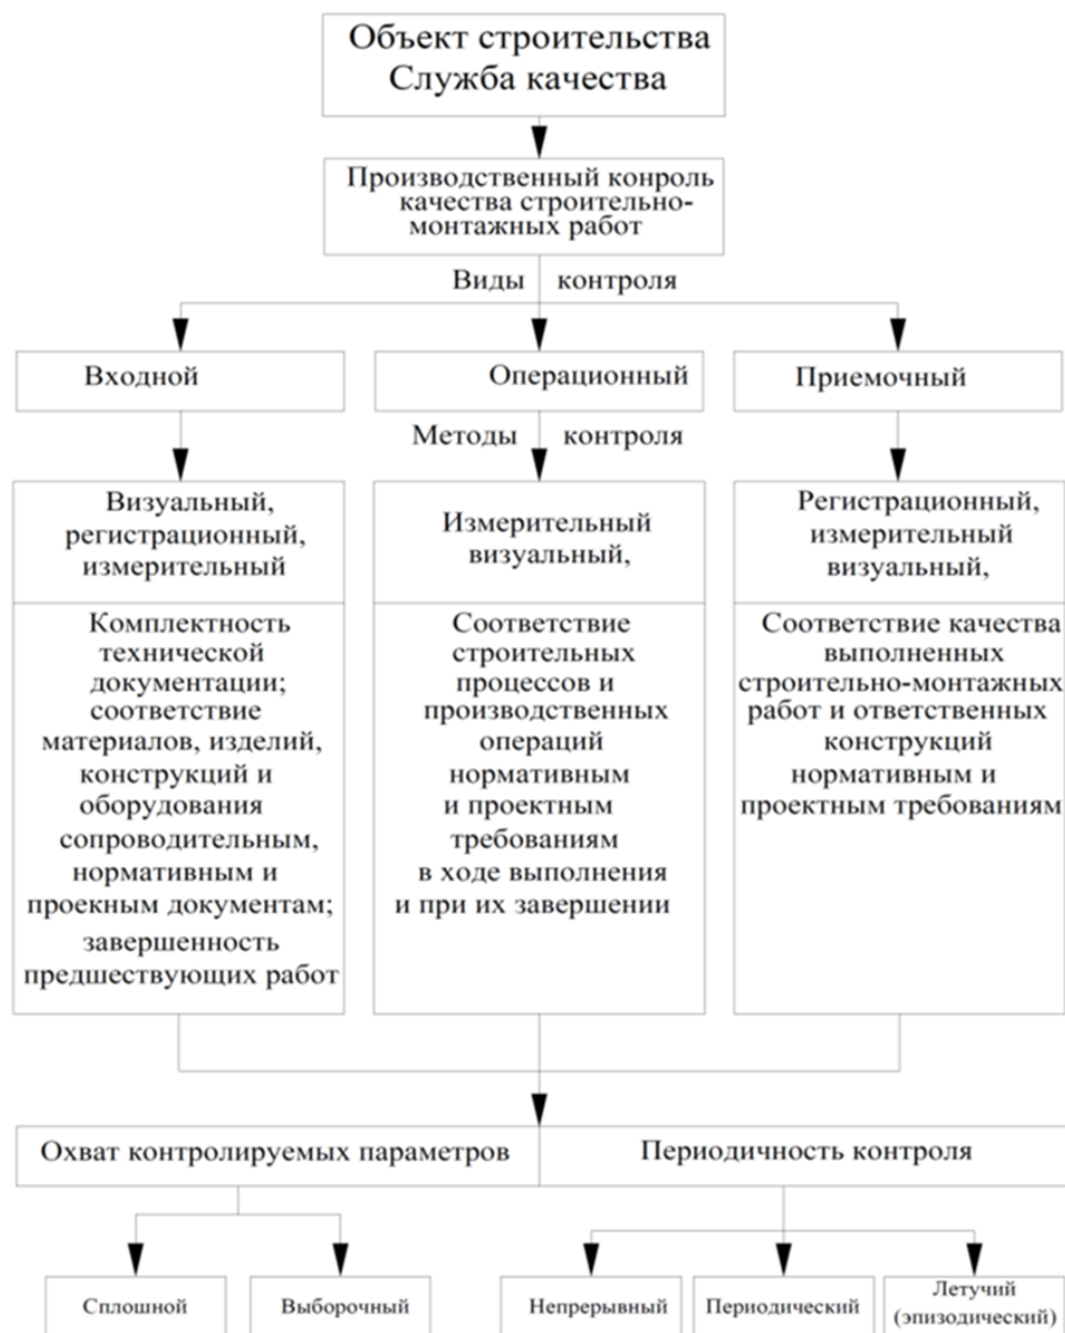 Объект строительства
Служба качества
Производственный конроль
качества строительно-
монтажных работ
Виды контроля
Входной
Операционный
Приемочный
Методы контроля
Визуальный,
регистрационный,
измерительный
Измерительный
визуальный,
Регистрационный,
измерительный
визуальный,
Комплектность
технической
документации;
соответствие
материалов, изделий,
конструкций и
оборудования
сопроводительным,
нормативным и
проекным документам;
завершенность
предшествующих работ
Соответствие
строительных
процессов и
производственных
операций
нормативным
и проектным
требованиям
в ходе выполнения
и при их завершении
Соответствие качества
выполненных
строительно-монтажных
работ и ответственных
конструкций
нормативным и
проектным требованиям
Охват контролируемых параметров
Периодичность контроля
Сплошной
Выборочный
Непрерывный
Периодический
Летучий
(эпизодический)